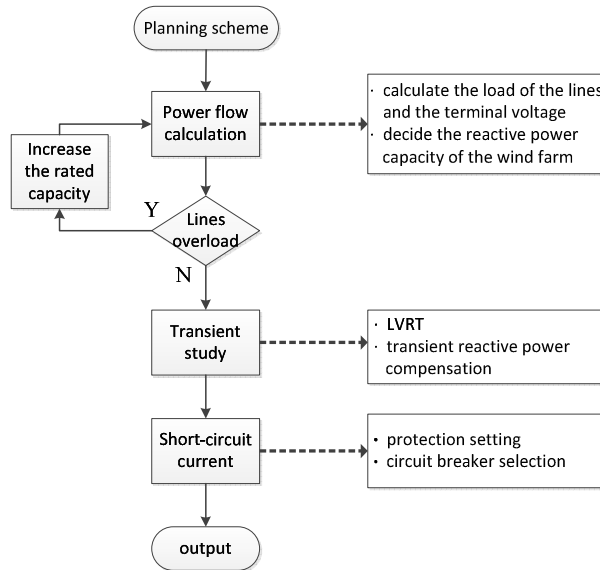 Planning scheme
Power flow
calculation
· calculate the load of the lines
and the terminal voltage
· decide the reactive power
capacity of the wind farm
Increase
the rated
capacity
Y
Lines
overload
N
Transient
study
· LVRT
· transient reactive power
compensation
Short-circuit
current
· protection setting
· circuit breaker selection
output